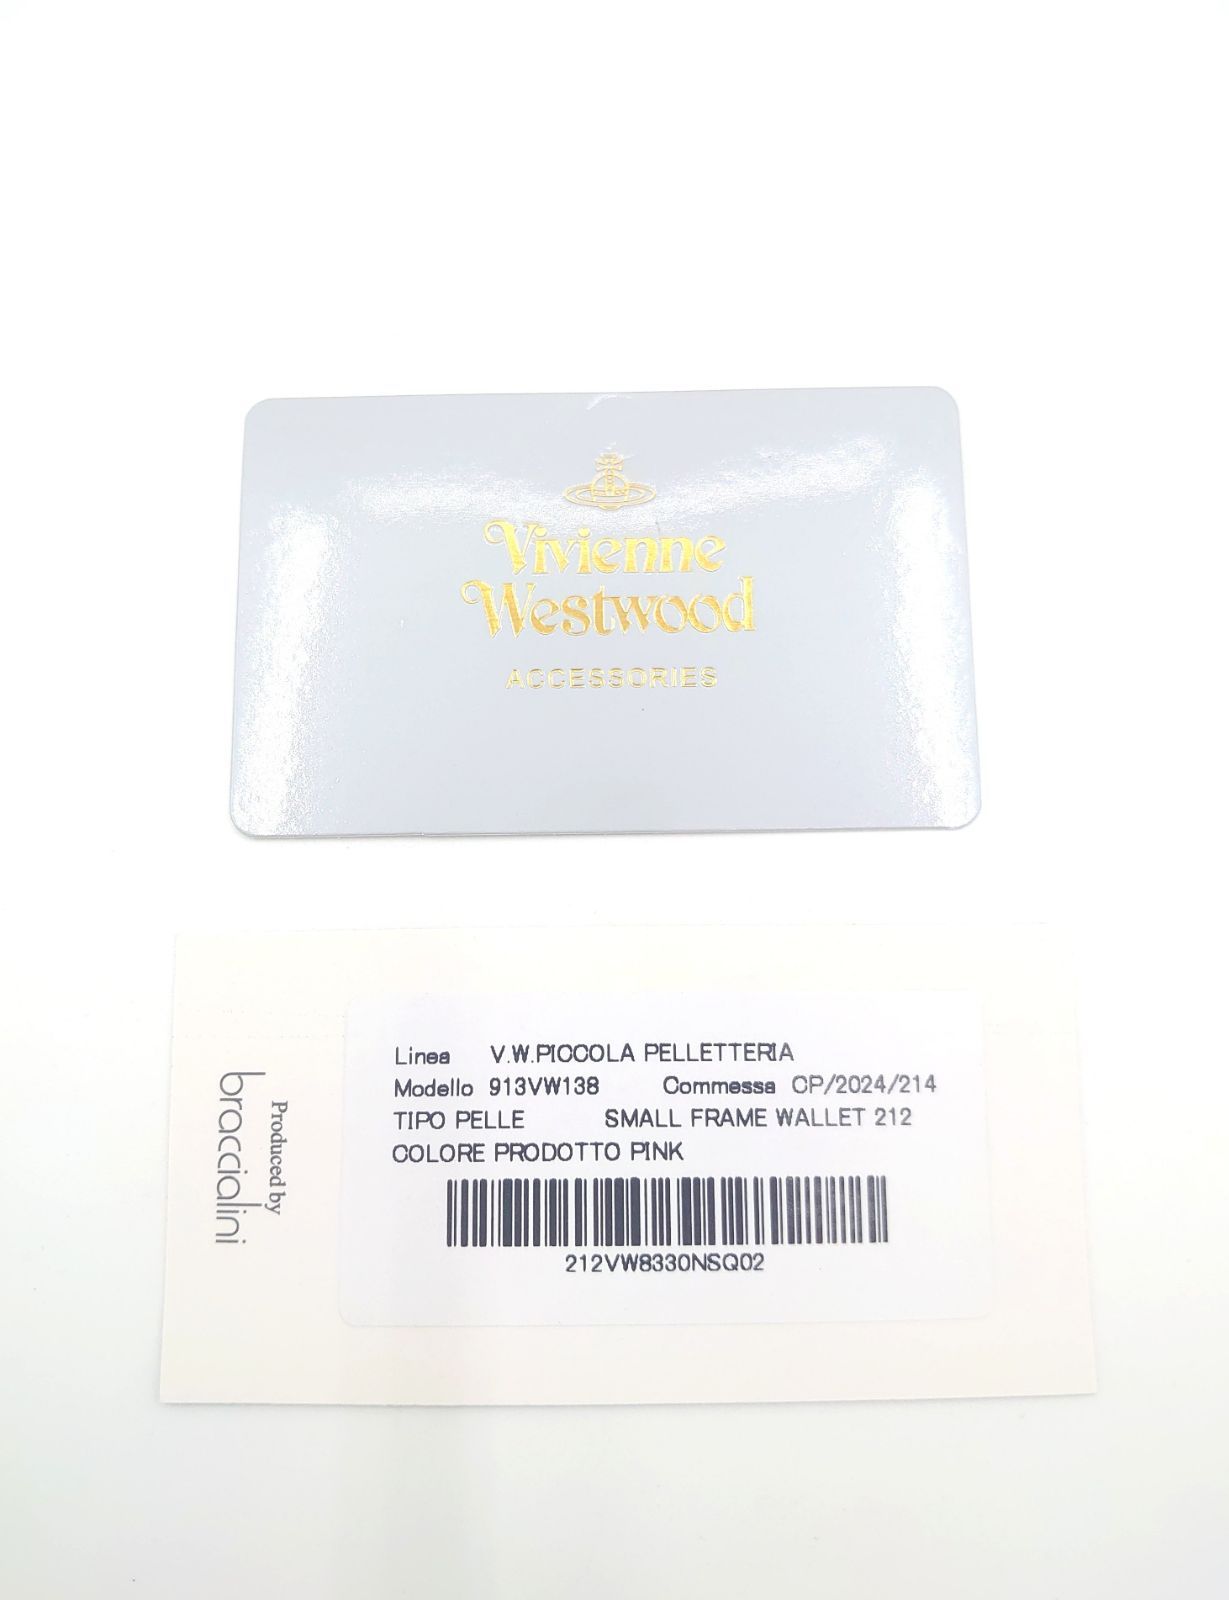 Vivienne
Westwood
ACCESSORIES
Produced by
braccialini
Linea V.W.PICCOLA PELLETTERIA
Modello 913VW138 Commessa CP/2024/214
TIPO PELLE SMALL FRAME WALLET 212
COLORE PRODOTTO PINK
212VW8330NSQ02